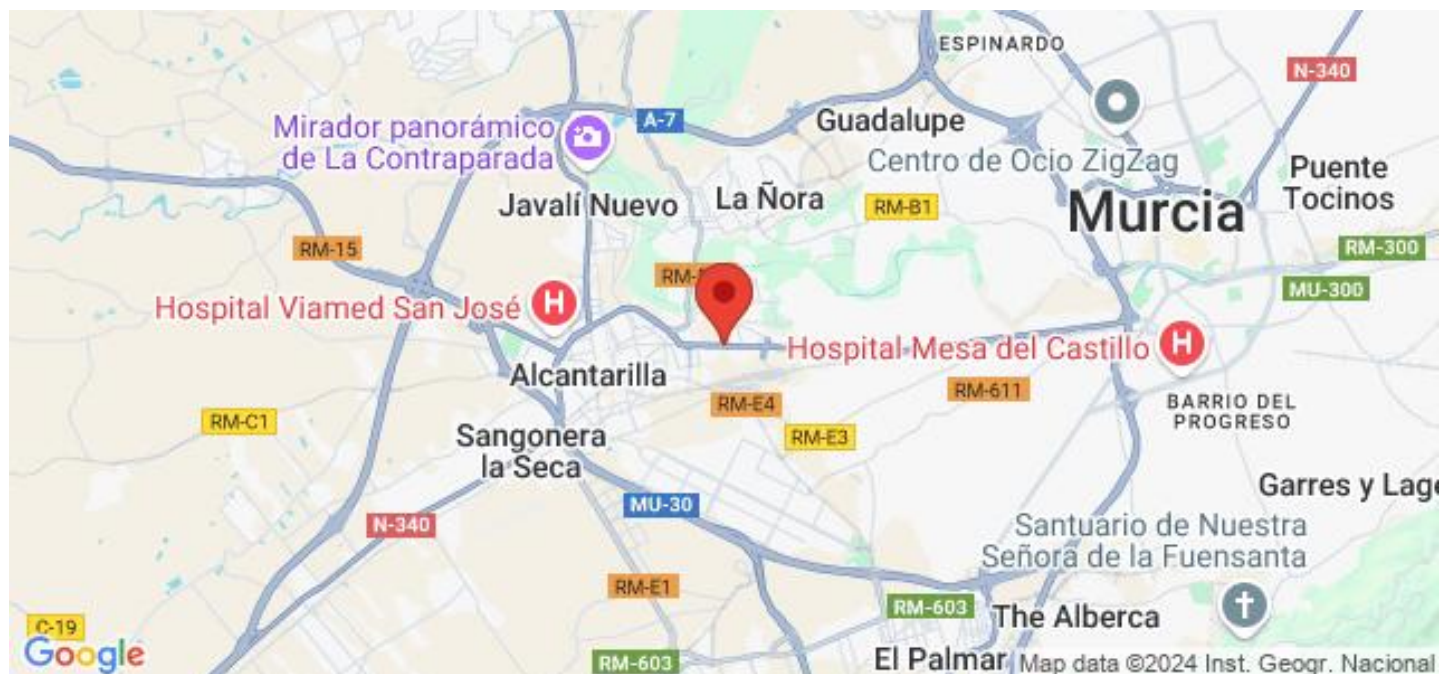 ESPINARDO
N-340
A-7
Guadalupe
Mirador panorámico
de La Contraparada
Centro de Ocio ZigZag
Puente
Tocinos
Javalí Nuevo
La Ñora
RM-B1
Murcia
RM-15
RM-300
MU-300
Hospital Viamed San José
H
Hospital Mesa del Castillo
H
Alcantarilla
RM-E4
RM-611
BARRIO DEL
PROGRESO
RM-C1
RM-E3
Sangonera
la Seca
Garres y Lag
MU-30
N-340
Santuario de Nuestra
Señora de la Fuensanta
RM-E1
RM-603
The Alberca
C-19
Google
RM-603
El Palmar
Map data ©2024 Inst. Geogr. Nacional